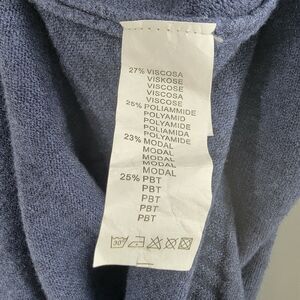 27% VISCOSA
VISKOSE
VISCOSE
VISCOSA
VISCOSE
25% POLIAMMIDE
POLYAMID
POLYAMIDE
POLIAMIDA
POLYAMIDE
23% MODAL
MODAL
MODAL
MODAL
MODAL
25% PBT
PBT
PBT
PBT
PBT
30°